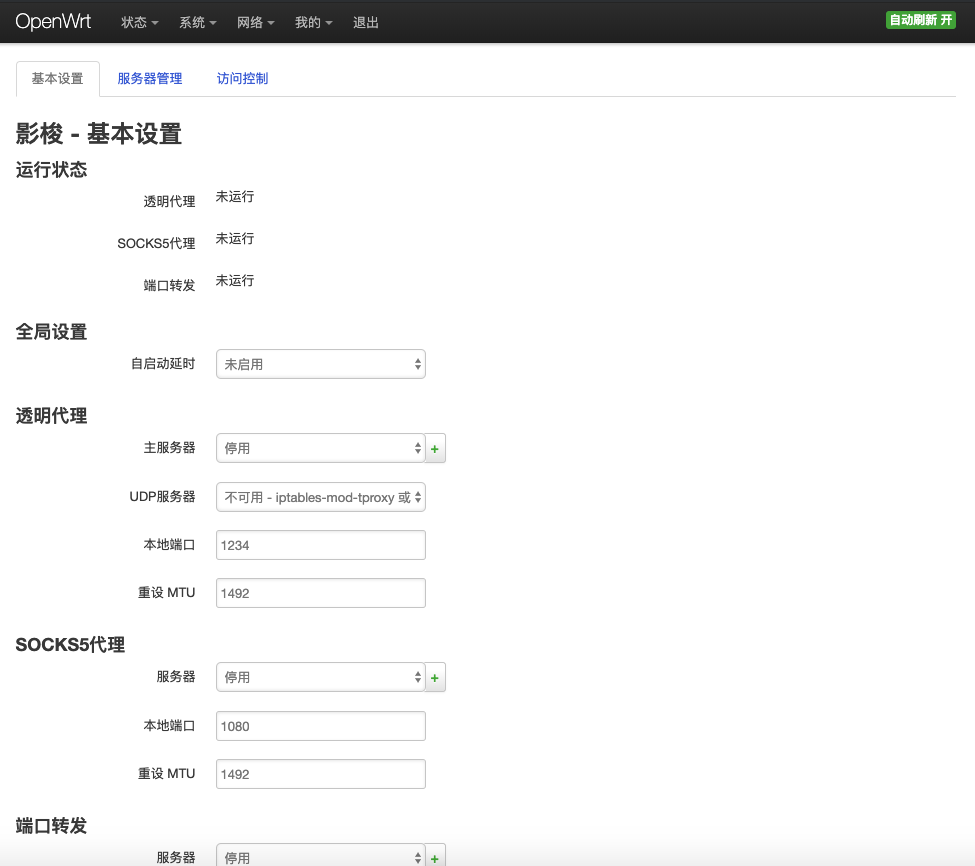 OpenWrt 状态 系统 网络 我的 退出 自动刷新 开
基本设置 服务器管理 访问控制
影梭 - 基本设置
运行状态
透明代理 未运行
SOCKS5代理 未运行
端口转发 未运行
全局设置
自启动延时 未启用
透明代理
主服务器 停用 +
UDP服务器 不可用 - iptables-mod-tproxy 或
本地端口 1234
重设 MTU 1492
SOCKS5代理
服务器 停用 +
本地端口 1080
重设 MTU 1492
端口转发
服务器 停用 +